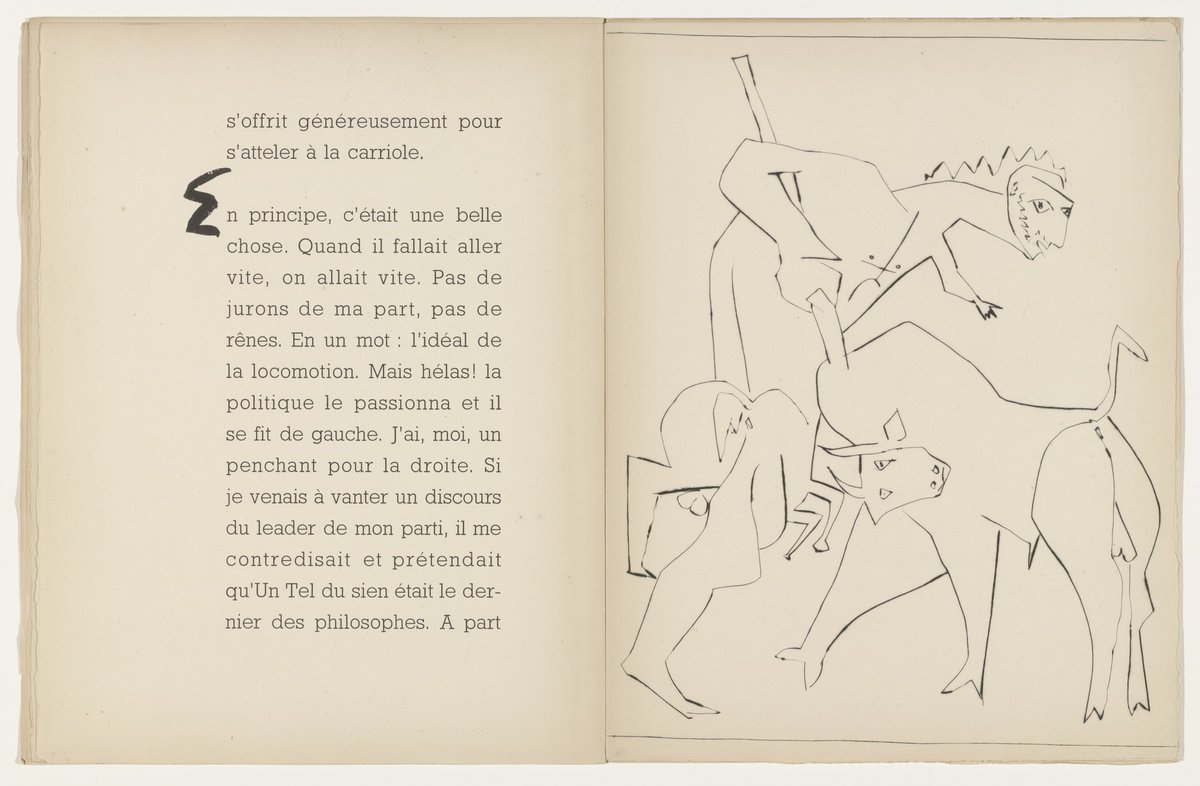 s’offrit généreusement pour
s’atteler à la carriole.
En principe, c’était une belle
chose. Quand il fallait aller
vite, on allait vite. Pas de
jurons de ma part, pas de
rênes. En un mot : l’idéal de
la locomotion. Mais hélas! la
politique le passionna et il
se fit de gauche. J’ai, moi, un
penchant pour la droite. Si
je venais à vanter un discours
du leader de mon parti, il me
contredisait et prétendait
qu’Un Tel du sien était le der-
nier des philosophes. A part